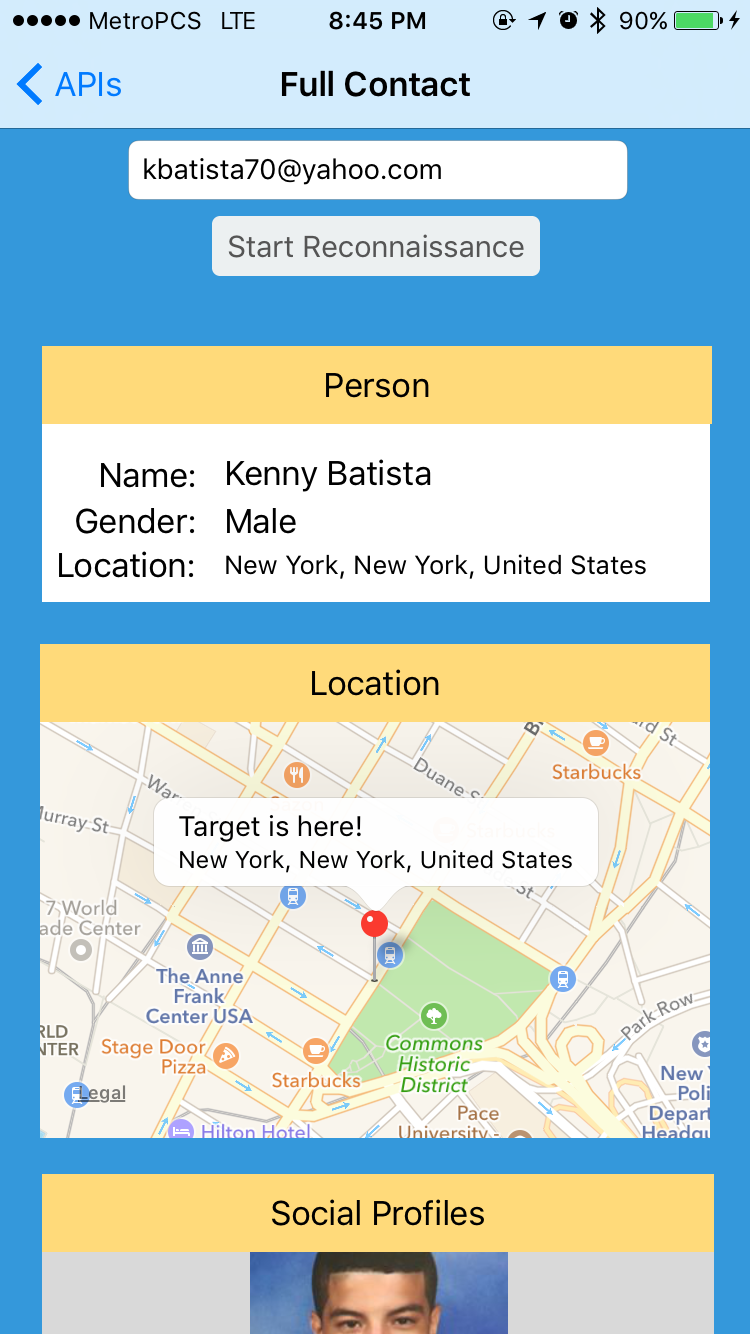 MetroPCS LTE 8:45 PM 90%
APIs
Full Contact
kbatista70@yahoo.com
Start Reconnaissance
Person
Name: Kenny Batista
Gender: Male
Location: New York, New York, United States
Location
Starbucks
Duane St
Murray St
Target is here!
New York, New York, United States
7 World
ade Center
The Anne
Frank
Center USA
Park Row
RLD
NTER
Stage Door
Pizza
Starbucks
Commons
Historic
District
Legal
New
Poli
Depart
Headqu
Pace
University -
Hilton Hotel
Social Profiles